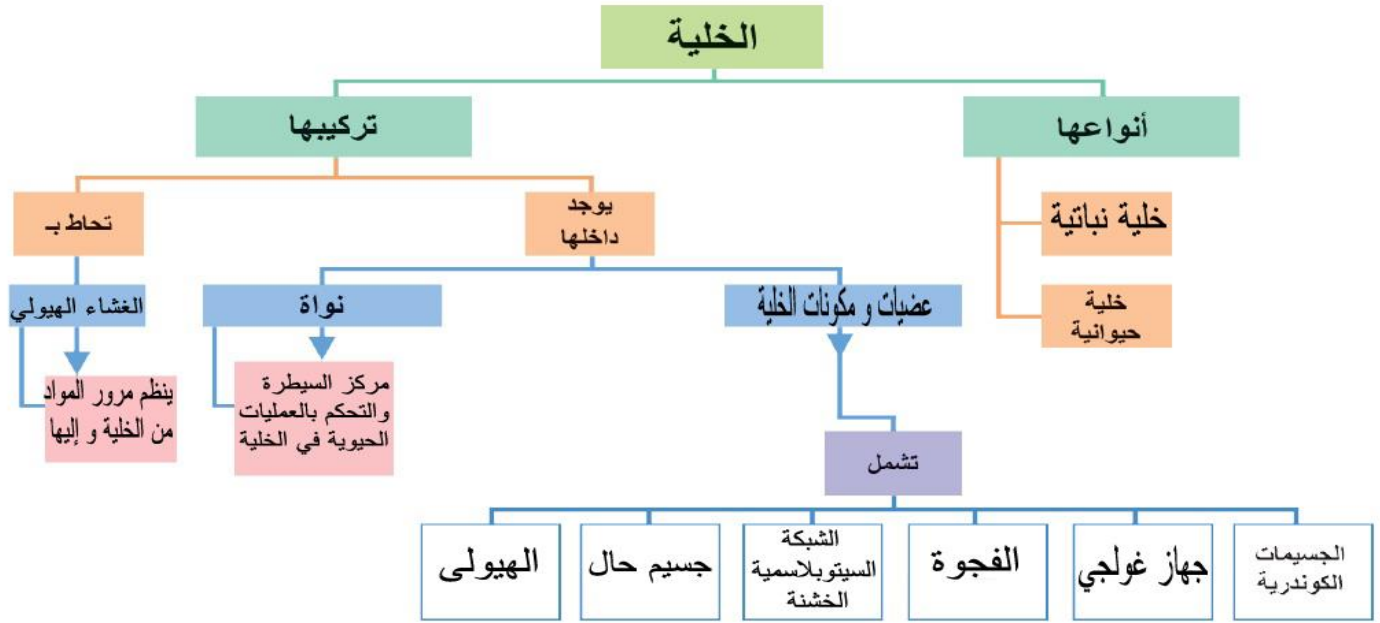 الخلية
أنواعها
تركيبها
خلية نباتية
خلية
حيوانية
يوجد
داخلها
تحاط بـ
عضيات و مكونات الخلية
نواة
الغشاء الهيولي
مركز السيطرة
والتحكم بالعمليات
الحيوية في الخلية
ينظم مرور المواد
من الخلية و إليها
تشمل
الجسيمات
الكوندرية
جهاز غولجي
الفجوة
الشبكة
السيتوبلاسمية
الخشنة
جسيم حال
الهيولى